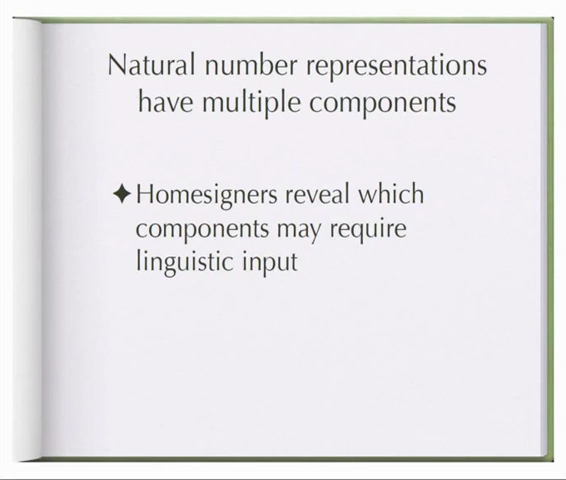 Natural number representations
have multiple components
✦Homesigners reveal which
components may require
linguistic input